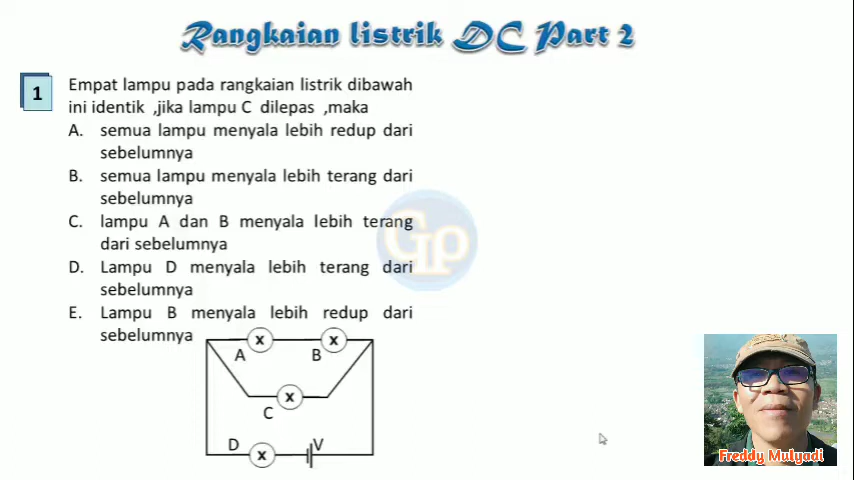 Rangkaian listrik DC Part 2
1
Empat lampu pada rangkaian listrik dibawah
ini identik ,jika lampu C dilepas ,maka
A. semua lampu menyala lebih redup dari
sebelumnya
B. semua lampu menyala lebih terang dari
sebelumnya
C. lampu A dan B menyala lebih terang
dari sebelumnya
D. Lampu D menyala lebih terang dari
sebelumnya
E. Lampu B menyala lebih redup dari
sebelumnya
X X
A B
X
C
D V
X
Gp
Freddy Mulyadi